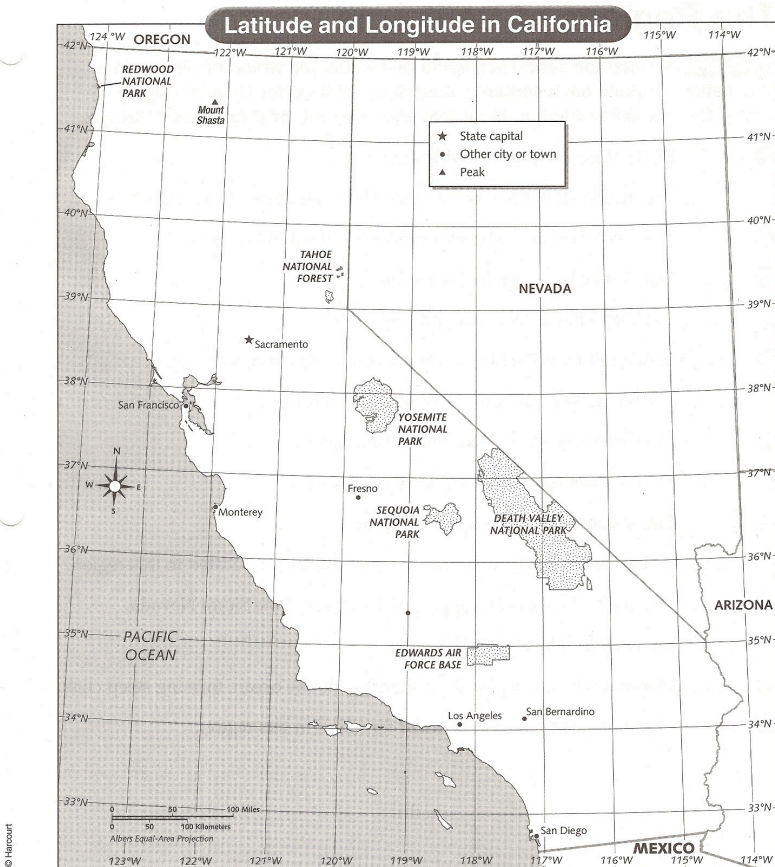 Latitude and Longitude in California
124 °W
OREGON
122°W
121°W
120°W
119°W
118°W
117°W
116°W
115°W
114°W
42°N
42°N
REDWOOD
NATIONAL
PARK
Mount
Shasta
State capital
Other city or town
Peak
41°N
41°N
40°N
40°N
TAHOE
NATIONAL
FOREST
NEVADA
39°N
39°N
Sacramento
38°N
38°N
San Francisco
YOSEMITE
NATIONAL
PARK
37°N
37°N
N
W
E
S
Fresno
Monterey
SEQUOIA
NATIONAL
PARK
DEATH VALLEY
NATIONAL PARK
36°N
36°N
ARIZONA
PACIFIC
OCEAN
35°N
35°N
EDWARDS AIR
FORCE BASE
Los Angeles
San Bernardino
34°N
34°N
33°N
33°N
0 50 100 Miles
0 50 100 Kilometers
Albers Equal-Area Projection
San Diego
MEXICO
123°W
122°W
121°W
120°W
119°W
118°W
117°W
116°W
115°W
114°W
© Harcourt